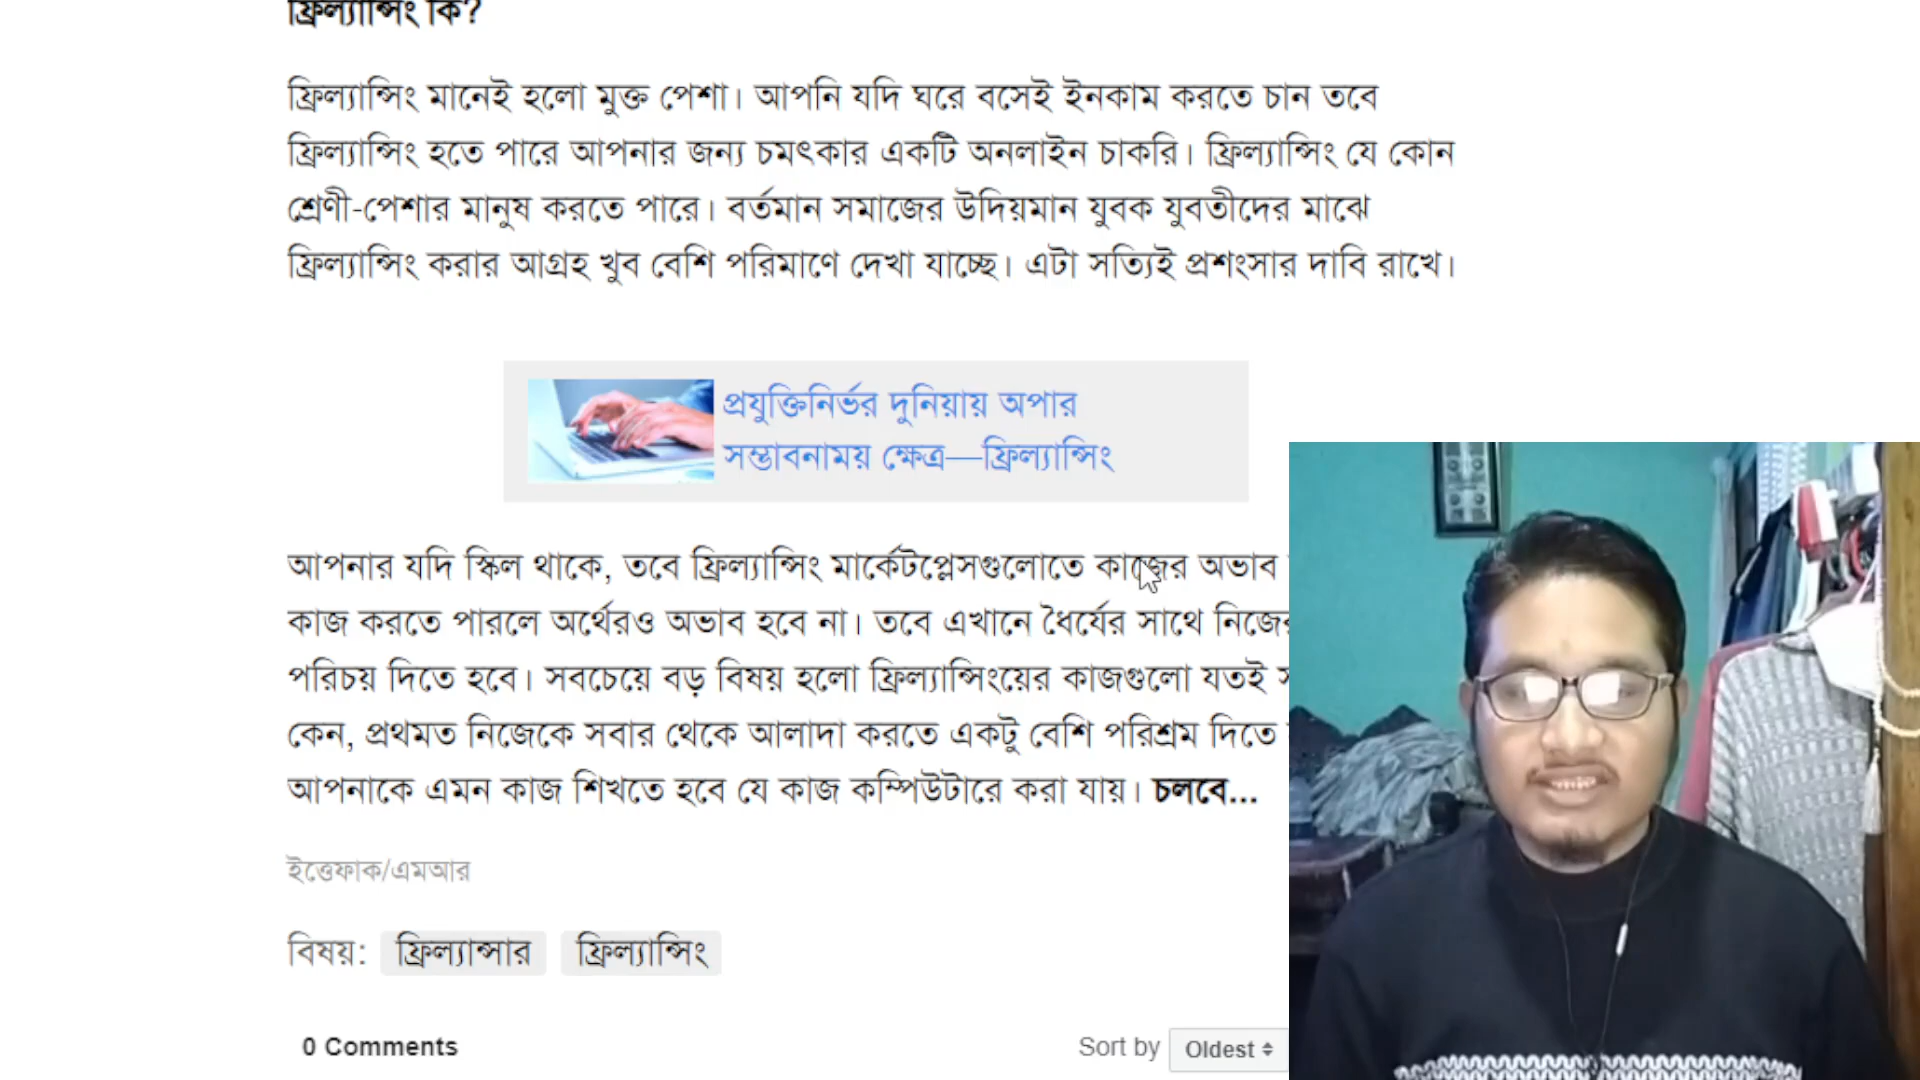 ফ্রিল্যান্সিং কি?
ফ্রিল্যান্সিং মানেই হলো মুক্ত পেশা। আপনি যদি ঘরে বসেই ইনকাম করতে চান তবে
ফ্রিল্যান্সিং হতে পারে আপনার জন্য চমৎকার একটি অনলাইন চাকরি। ফ্রিল্যান্সিং যে কোন
শ্রেণী-পেশার মানুষ করতে পারে। বর্তমান সমাজের উদিয়মান যুবক যুবতীদের মাঝে
ফ্রিল্যান্সিং করার আগ্রহ খুব বেশি পরিমাণে দেখা যাচ্ছে। এটা সত্যিই প্রশংসার দাবি রাখে।
প্রযুক্তিনির্ভর দুনিয়ায় অপার
সম্ভাবনাময় ক্ষেত্র—ফ্রিল্যান্সিং
আপনার যদি স্কিল থাকে, তবে ফ্রিল্যান্সিং মার্কেটপ্লেসগুলোতে কাজের অভাব
কাজ করতে পারলে অর্থেরও অভাব হবে না। তবে এখানে ধৈর্যের সাথে নিজের
পরিচয় দিতে হবে। সবচেয়ে বড় বিষয় হলো ফ্রিল্যান্সিংয়ের কাজগুলো যতই
কেন, প্রথমত নিজেকে সবার থেকে আলাদা করতে একটু বেশি পরিশ্রম দিতে
আপনাকে এমন কাজ শিখতে হবে যে কাজ কম্পিউটারে করা যায়। চলবে...
ইত্তেফাক/এমআর
বিষয়: ফ্রিল্যান্সার ফ্রিল্যান্সিং
0 Comments Sort by Oldest